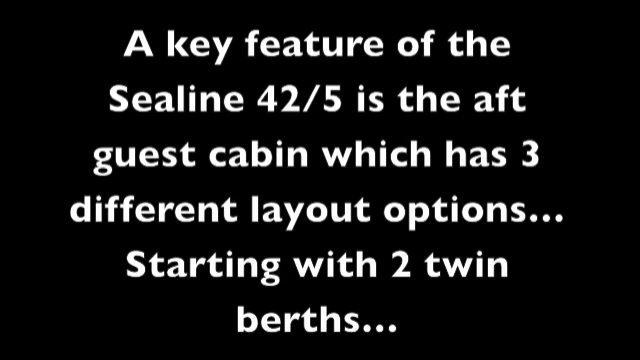 A key feature of the
Sealine 42/5 is the aft
guest cabin which has 3
different layout options...
Starting with 2 twin
berths...